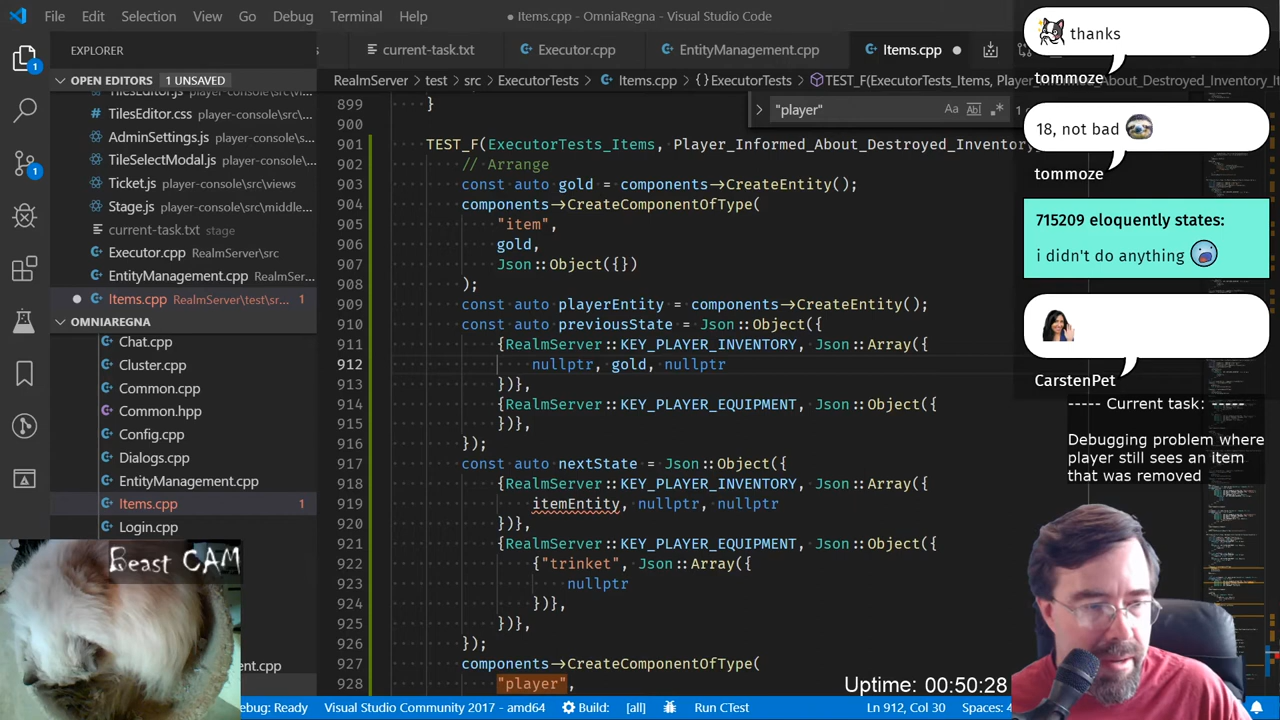 File Edit Selection View Go Debug Terminal Help
● Items.cpp - OmniaRegna - Visual Studio Code
EXPLORER
OPEN EDITORS 1 UNSAVED
TilesEditor.css player-console\src\...
AdminSettings.js player-console\sr...
TileSelectModal.js player-console\s...
Ticket.js player-console\src\views
Stage.js player-console\src\middle...
current-task.txt stage
Executor.cpp RealmServer\src
EntityManagement.cpp RealmSer...
Items.cpp RealmServer\test\sr... 1
OMNIAREGNA
Chat.cpp
Cluster.cpp
Common.cpp
Common.hpp
Config.cpp
Dialogs.cpp
EntityManagement.cpp
Items.cpp 1
Login.cpp
Beast CAM
current-task.txt Executor.cpp EntityManagement.cpp Items.cpp ●
RealmServer > test > src > ExecutorTests > Items.cpp > {} ExecutorTests > TEST_F(ExecutorTests_Items, Player_Informed_About_Destroyed_Inventory_It
"player"
899 }
900
901 TEST_F(ExecutorTests_Items, Player_Informed_About_Destroyed_Inventory_
902 // Arrange
903 const auto gold = components->CreateEntity();
904 components->CreateComponentOfType(
905 "item",
906 gold,
907 Json::Object({})
908 );
909 const auto playerEntity = components->CreateEntity();
910 const auto previousState = Json::Object({
911 {RealmServer::KEY_PLAYER_INVENTORY, Json::Array({
912 nullptr, gold, nullptr
913 })},
914 {RealmServer::KEY_PLAYER_EQUIPMENT, Json::Object({
915 })},
916 });
917 const auto nextState = Json::Object({
918 {RealmServer::KEY_PLAYER_INVENTORY, Json::Array({
919 itemEntity, nullptr, nullptr
920 })},
921 {RealmServer::KEY_PLAYER_EQUIPMENT, Json::Object({
922 {"trinket", Json::Array({
923 nullptr
924 })},
925 })},
926 });
927 components->CreateComponentOfType(
928 "player",
thanks
tommoze
18, not bad
tommoze
715209 eloquently states:
i didn't do anything
CarstenPet
----- Current task: -----
Debugging problem where
player still sees an item
that was removed
Uptime: 00:50:28
Debug: Ready Visual Studio Community 2017 - amd64 Build: [all] Run CTest Ln 912, Col 30 Spaces: 4